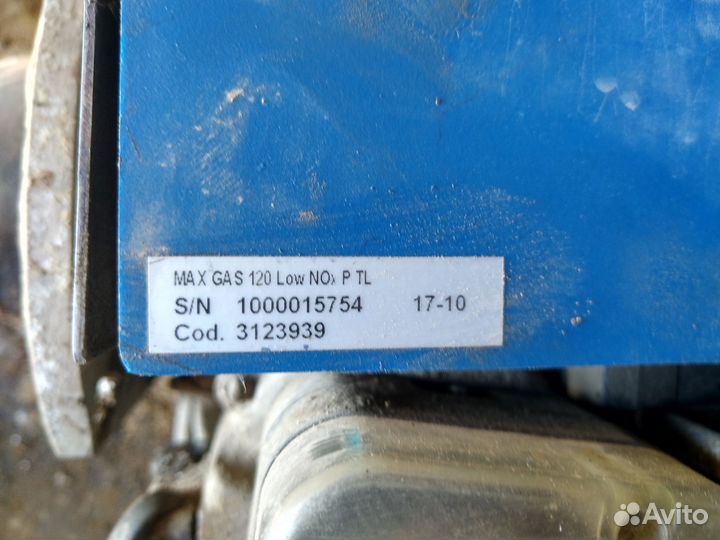 MAX GAS 120 Low NOx P TL
S/N 1000015754 17-10
Cod. 3123939
Avito